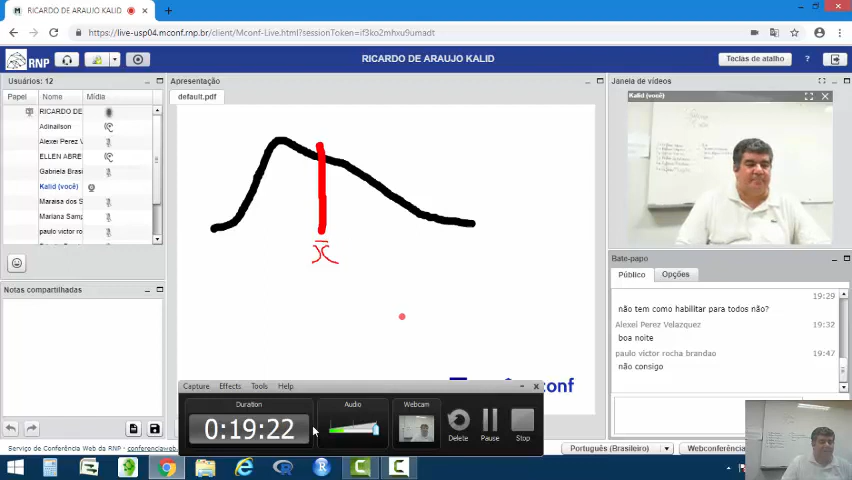 RICARDO DE ARAUJO KALID
https://live-usp04.mconf.rnp.br/client/Mconf-Live.html?sessionToken=if3ko2mhxu9umadt
RNP
RICARDO DE ARAUJO KALID
Teclas de atalho
?
Usuários: 12
Papel
Nome
Mídia
RICARDO DE
Adinailson
Alexei Perez V
ELLEN ABRE
Gabriela Brasi
Kalid (você)
Maraisa dos S
Mariana Samp
paulo victor ro
Notas compartilhadas
Apresentação
default.pdf
x̄
Janela de vídeos
Kalid (você)
Bate-papo
Público
Opções
19:29
não tem como habilitar para todos não?
Alexei Perez Velazquez 19:32
boa noite
paulo victor rocha brandao 19:47
não consigo
onf
Capture Effects Tools Help
Duration
0:19:22
Audio
Webcam
Delete
Pause
Stop
Serviço de Conferência Web da RNP - conferenciaweb
Português (Brasileiro)
Webconferênci